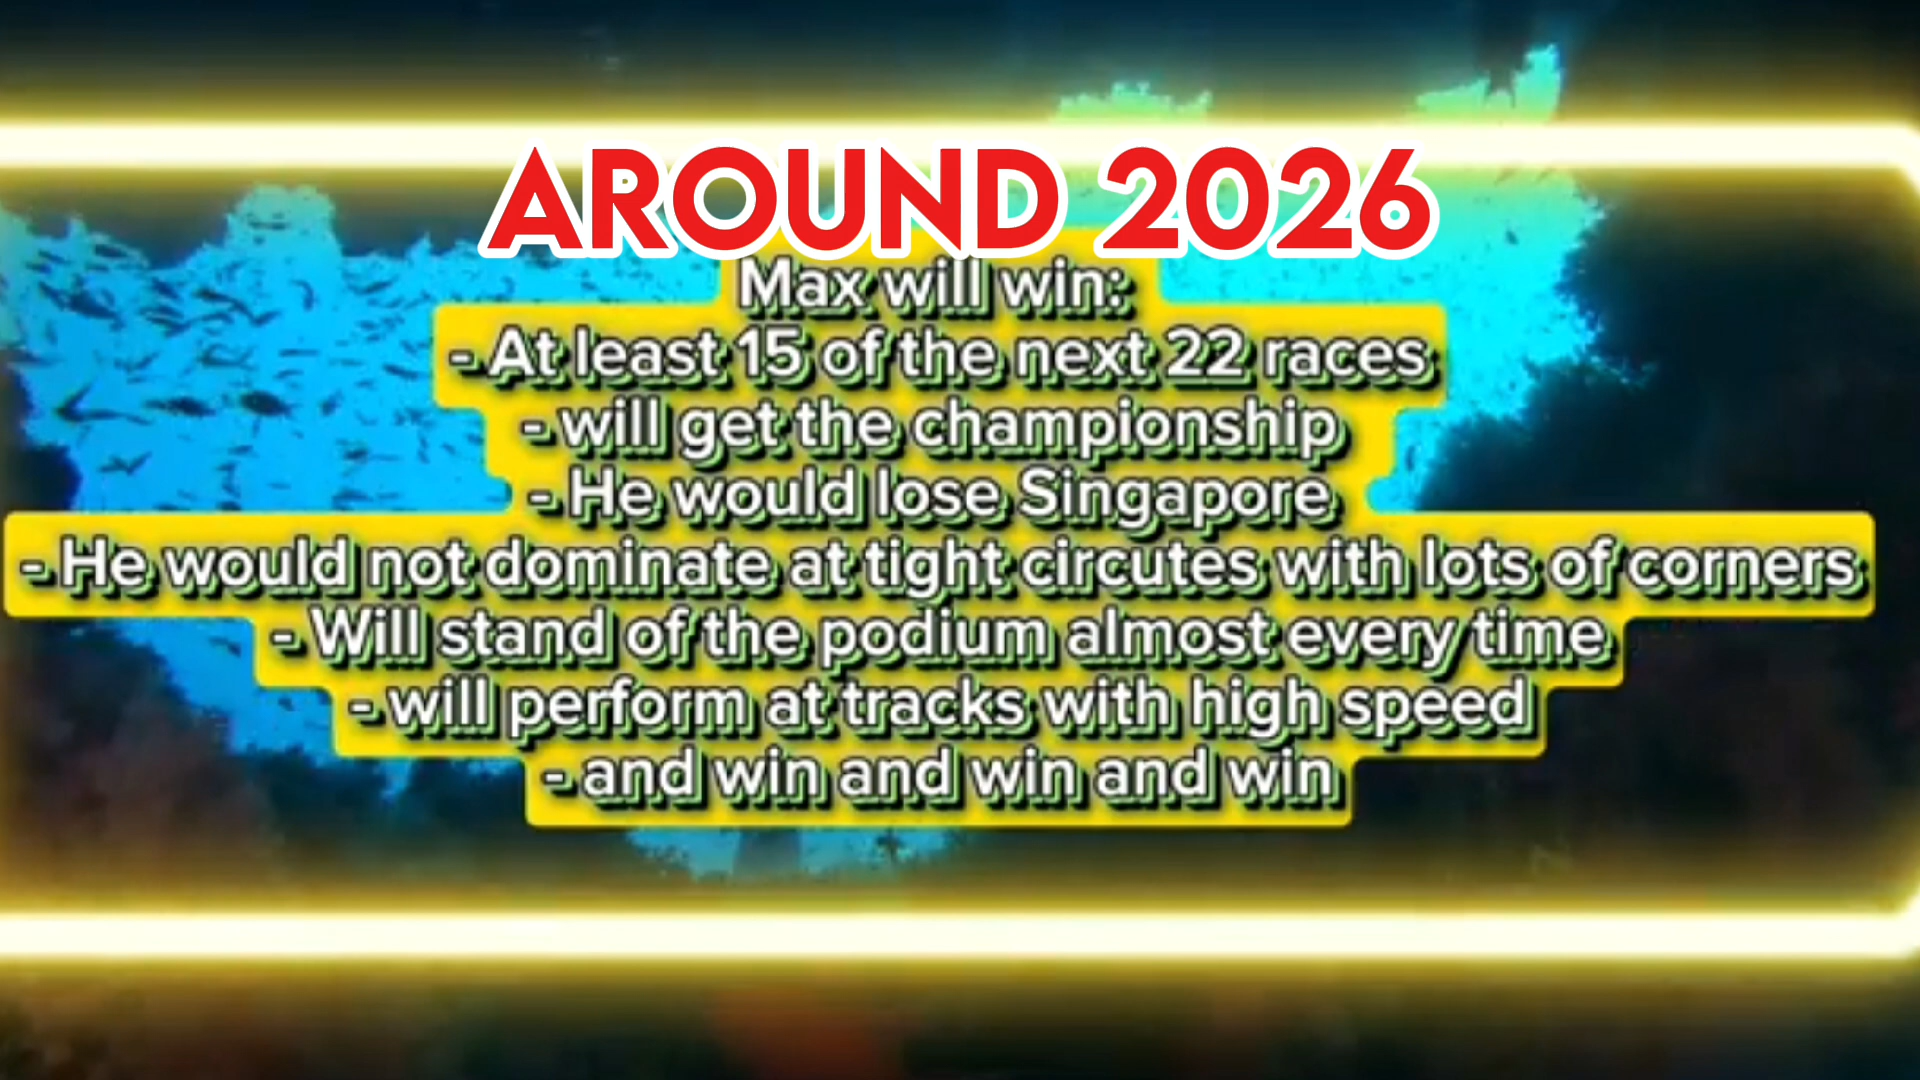 AROUND 2026
Max will win:
- At least 15 of the next 22 races
- will get the championship
- He would lose Singapore
- He would not dominate at tight circutes with lots of corners
- Will stand of the podium almost every time
- will perform at tracks with high speed
- and win and win and win